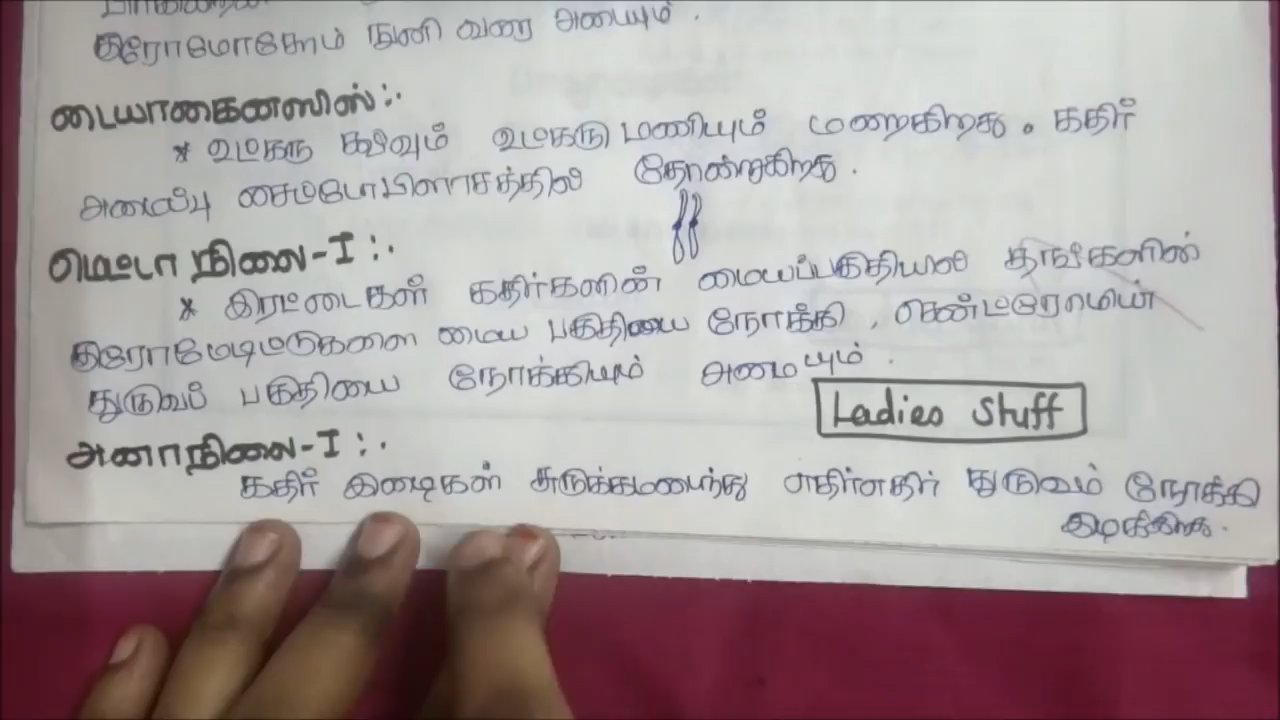 குரோமோசோம் நுனி வரை அடையும்.
டையாகைனஸிஸ்:-
* உட்கரு சுவ்வும் உட்கரு மணியும் மறைகிறது. கதிர்
அமைப்பு சைட்டோபிளாசத்தில் தோன்றுகிறது.
மெட்டாநிலை-I:-
* இரட்டைகள் கதிர்களின் மையப்பகுதியில் தங்களின்
குரோமேடிமடுகளை மைய பகுதியை நோக்கி, சென்ட்ரோமியர்
துருவப் பகுதியை நோக்கியும் அமையும்.
Ladies Stuff
அனாநிலை-I:-
கதிர் இழைகள் சுருக்கமடைந்து எதிர்எதிர் துருவம் நோக்கி
இழுக்கிறது.